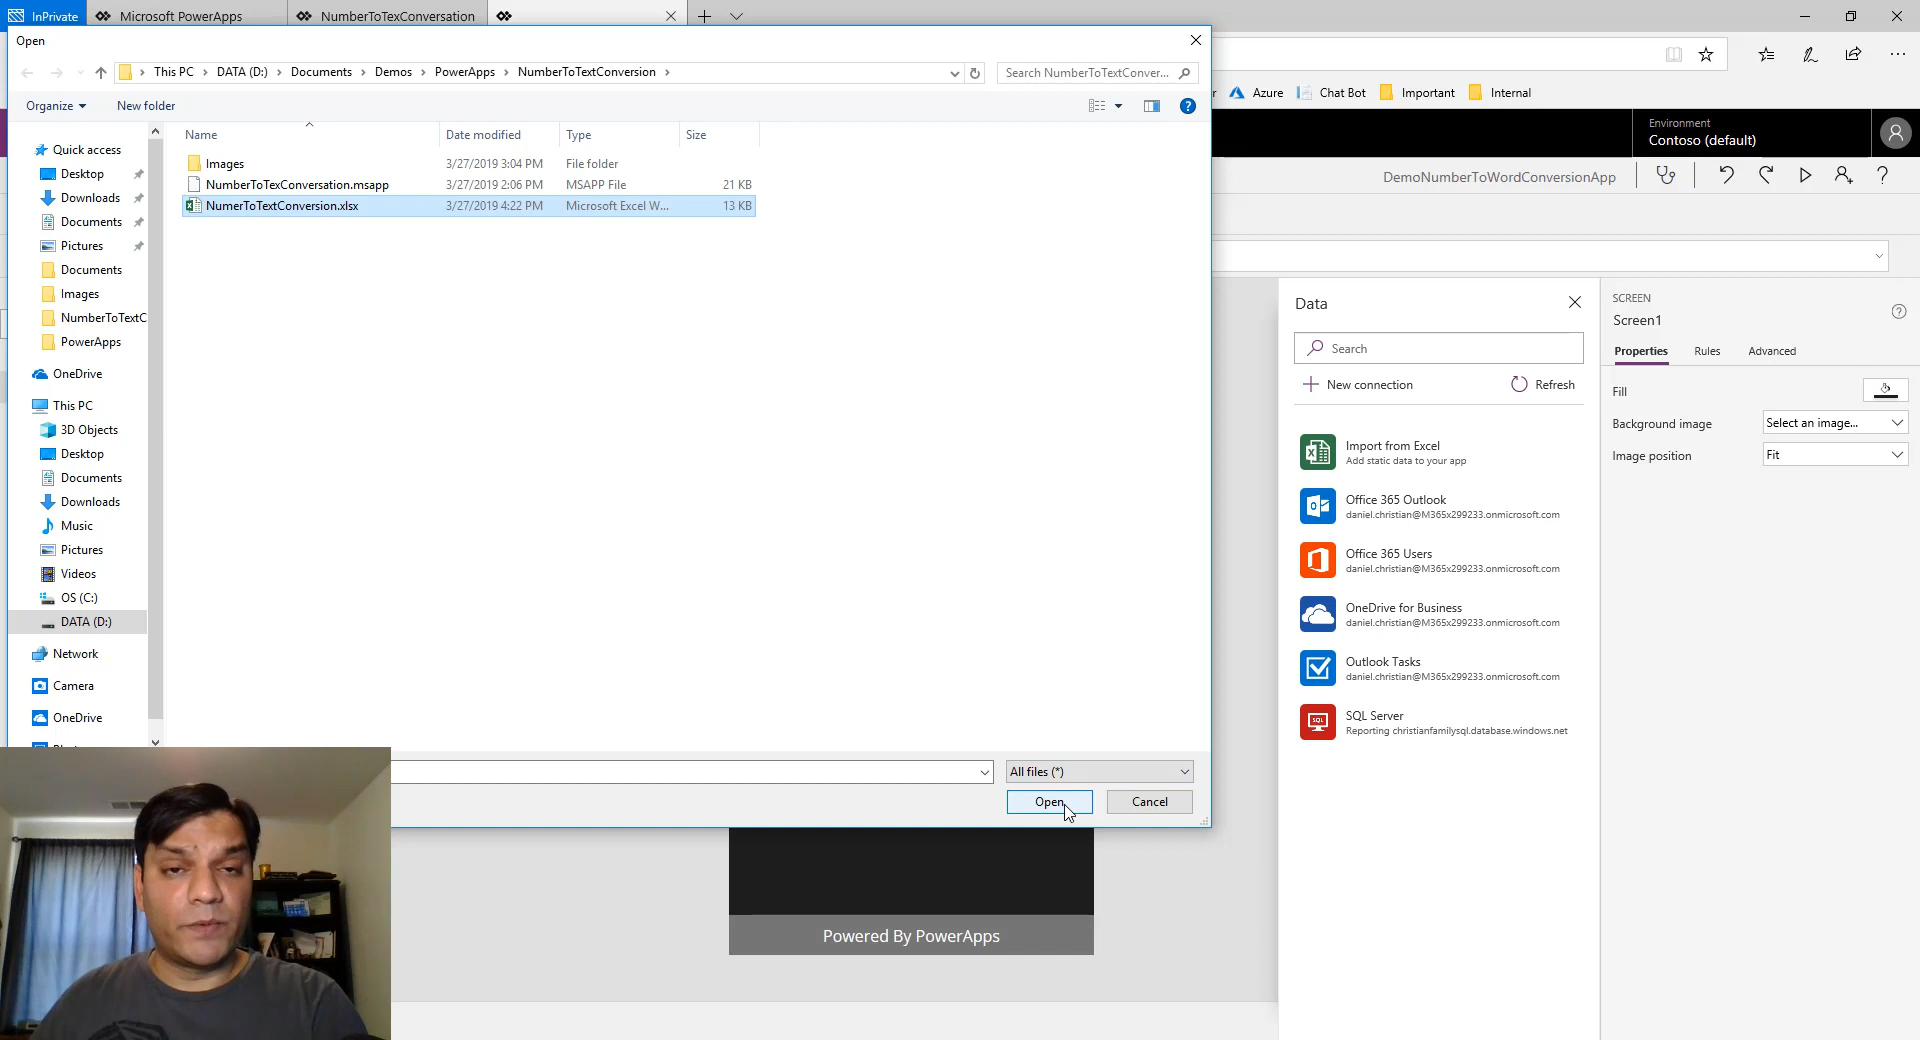 InPrivate
Microsoft PowerApps
NumberToTexConversation
Open
This PC > DATA (D:) > Documents > Demos > PowerApps > NumberToTextConversion >
Search NumberToTextConver...
Azure
Chat Bot
Important
Internal
Organize
New folder
Environment
Contoso (default)
DemoNumberToWordConversionApp
Name
Date modified
Type
Size
Images 3/27/2019 3:04 PM File folder
NumberToTexConversation.msapp 3/27/2019 2:06 PM MSAPP File 21 KB
NumerToTextConversion.xlsx 3/27/2019 4:22 PM Microsoft Excel W... 13 KB
Quick access
Desktop
Downloads
Documents
Pictures
Documents
Images
NumberToTextC
PowerApps
OneDrive
This PC
3D Objects
Desktop
Documents
Downloads
Music
Pictures
Videos
OS (C:)
DATA (D:)
Network
Camera
OneDrive
All files (*)
Open
Cancel
Powered By PowerApps
Data
Search
New connection
Refresh
Import from Excel
Add static data to your app
Office 365 Outlook
daniel.christian@M365x299233.onmicrosoft.com
Office 365 Users
daniel.christian@M365x299233.onmicrosoft.com
OneDrive for Business
daniel.christian@M365x299233.onmicrosoft.com
Outlook Tasks
daniel.christian@M365x299233.onmicrosoft.com
SQL
SQL Server
Reporting christianfamilysql.database.windows.net
SCREEN
Screen1
Properties
Rules
Advanced
Fill
Background image
Select an image...
Image position
Fit